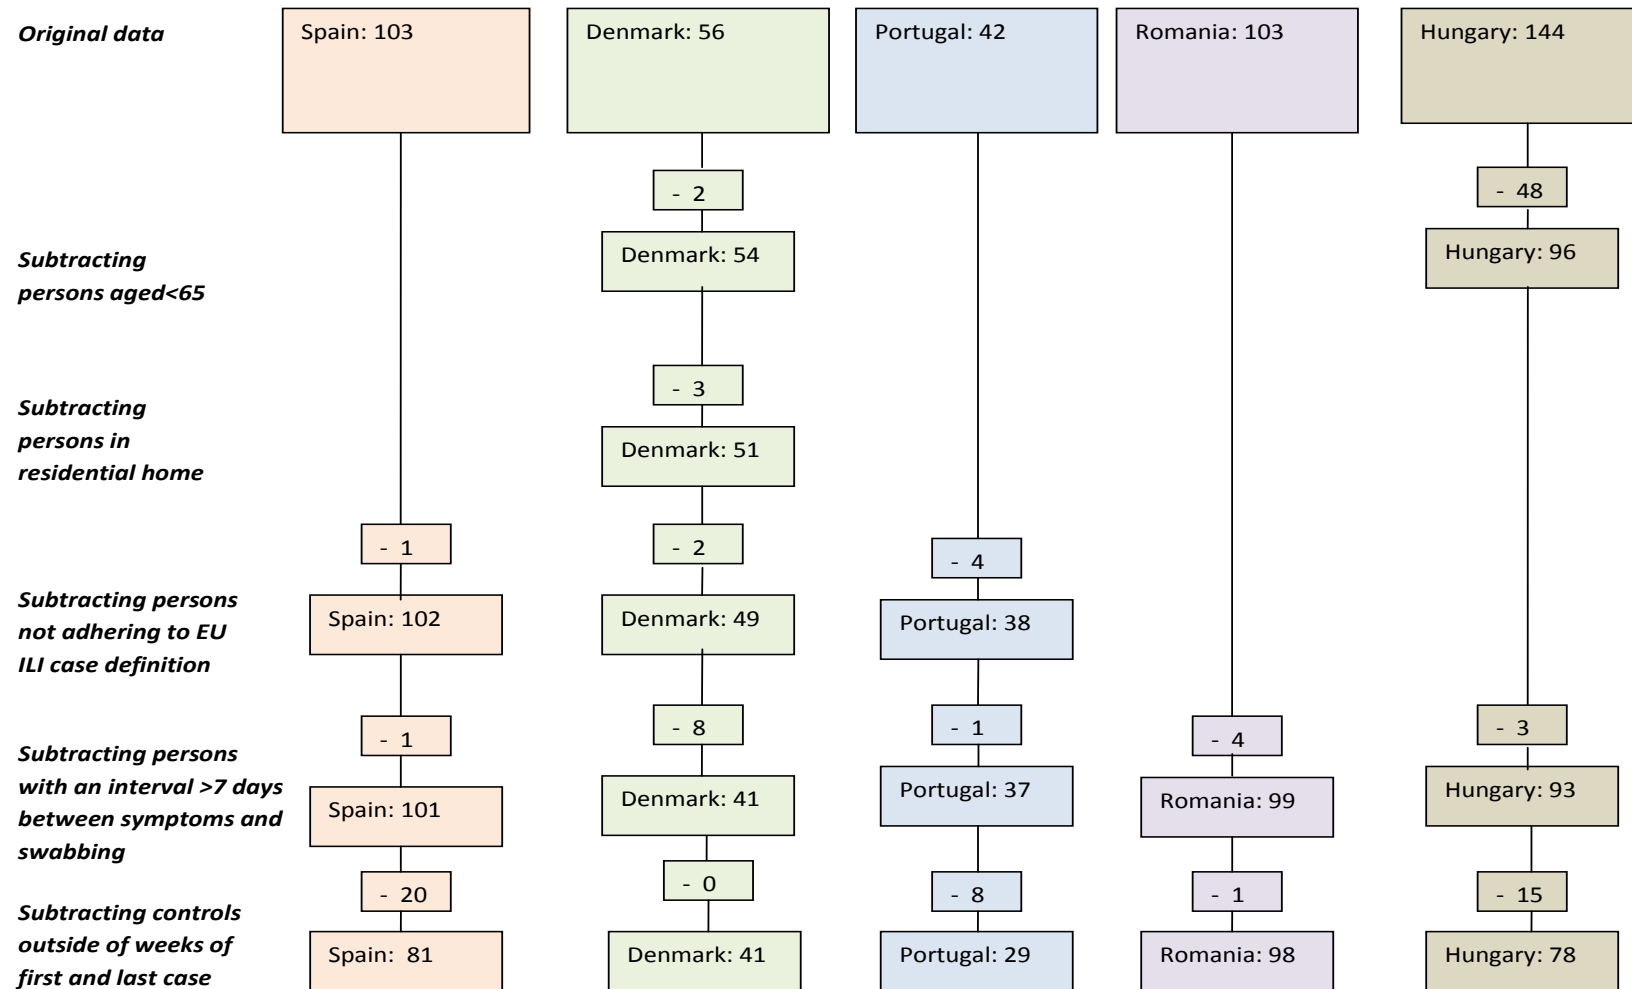 Original data
Spain: 103
Denmark: 56
Portugal: 42
Romania: 103
Hungary: 144
- 2
- 48
Subtracting
persons aged<65
Denmark: 54
Hungary: 96
- 3
Subtracting
persons in
residential home
Denmark: 51
- 1
- 2
- 4
Subtracting persons
not adhering to EU
ILI case definition
Spain: 102
Denmark: 49
Portugal: 38
- 1
- 8
- 1
- 4
- 3
Subtracting persons
with an interval >7 days
between symptoms and
swabbing
Spain: 101
Denmark: 41
Portugal: 37
Romania: 99
Hungary: 93
- 20
- 0
- 8
- 1
- 15
Subtracting controls
outside of weeks of
first and last case
Spain: 81
Denmark: 41
Portugal: 29
Romania: 98
Hungary: 78